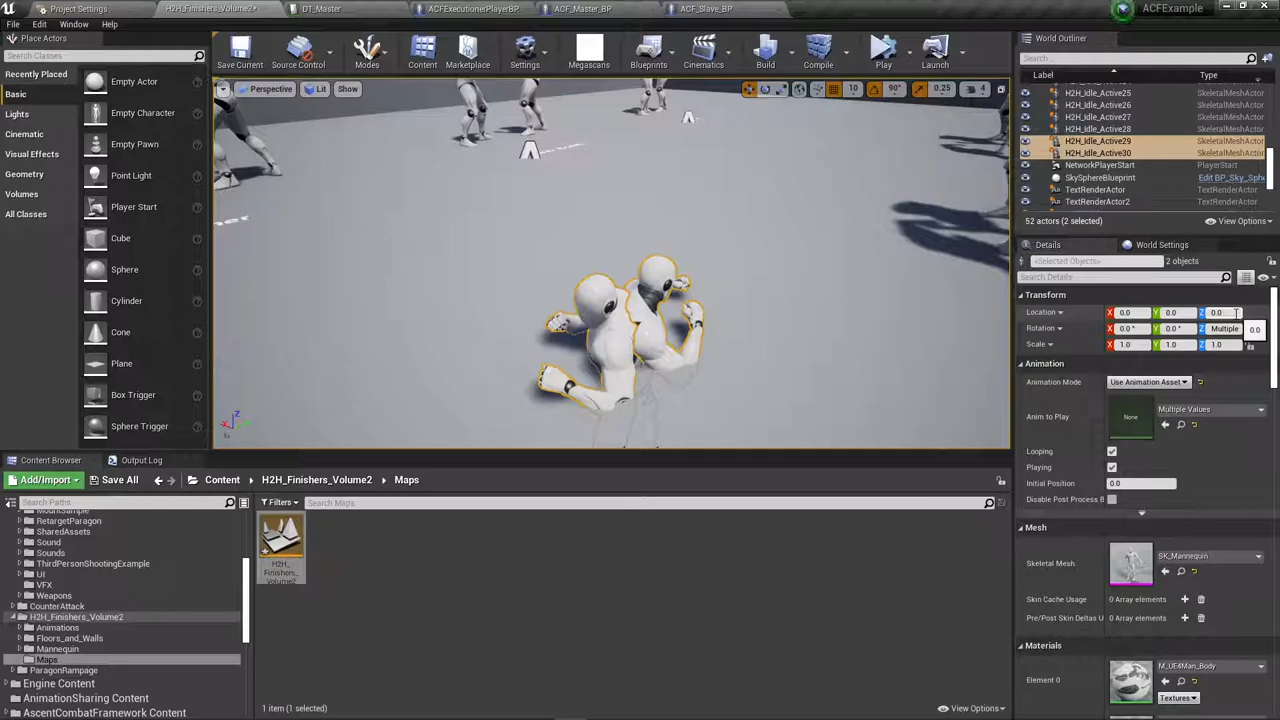 Project Settings
H2H_Finishers_Volume2*
DT_Master
ACFExecutionerPlayerBP
ACF_Master_BP
ACF_Slave_BP
ACFExample
File
Edit
Window
Help
Place Actors
Search Classes
Recently Placed
Basic
Lights
Cinematic
Visual Effects
Geometry
Volumes
All Classes
Empty Actor
Empty Character
Empty Pawn
Point Light
Player Start
Cube
Sphere
Cylinder
Cone
Plane
Box Trigger
Sphere Trigger
Save Current
Source Control
Modes
Content
Marketplace
Settings
Megascans
Blueprints
Cinematics
Build
Compile
Play
Launch
Perspective
Lit
Show
10
90°
0.25
4
World Outliner
Search...
Label
Type
H2H_Idle_Active25 SkeletalMeshActor
H2H_Idle_Active26 SkeletalMeshActor
H2H_Idle_Active27 SkeletalMeshActor
H2H_Idle_Active28 SkeletalMeshActor
H2H_Idle_Active29 SkeletalMeshActor
H2H_Idle_Active30 SkeletalMeshActor
NetworkPlayerStart PlayerStart
SkySphereBlueprint Edit BP_Sky_Sph
TextRenderActor TextRenderActor
TextRenderActor2 TextRenderActor
52 actors (2 selected)
View Options
Details
World Settings
<Selected Objects>
2 objects
Search Details
Transform
Location X 0.0 Y 0.0 Z 0.0
0.0
Rotation X 0.0° Y 0.0° Z Multiple
Scale X 1.0 Y 1.0 Z 1.0
Animation
Animation Mode
Use Animation Asset
Anim to Play
None
Multiple Values
Looping
Playing
Initial Position
0.0
Disable Post Process B
Mesh
Skeletal Mesh
SK_Mannequin
Skin Cache Usage
0 Array elements
Pre/Post Skin Deltas U
0 Array elements
Materials
Element 0
M_UE4Man_Body
Textures
Content Browser
Output Log
Add/Import
Save All
Content
H2H_Finishers_Volume2
Maps
Search Paths
Filters
Search Maps
MountSample
RetargetParagon
SharedAssets
Sound
Sounds
ThirdPersonShootingExample
UI
VFX
Weapons
CounterAttack
H2H_Finishers_Volume2
Animations
Floors_and_Walls
Mannequin
Maps
ParagonRampage
Engine Content
AnimationSharing Content
AscentCombatFramework Content
H2H_
Finishers_
Volume2
1 item (1 selected)
View Options